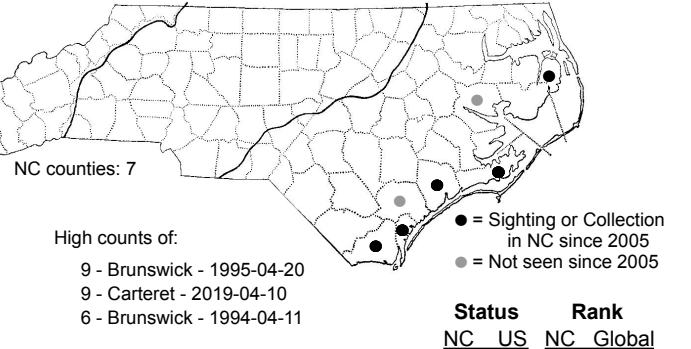 NC counties: 7
High counts of:
9 - Brunswick - 1995-04-20
9 - Carteret - 2019-04-10
6 - Brunswick - 1994-04-11
= Sighting or Collection
in NC since 2005
= Not seen since 2005
Status Rank
NC US NC Global